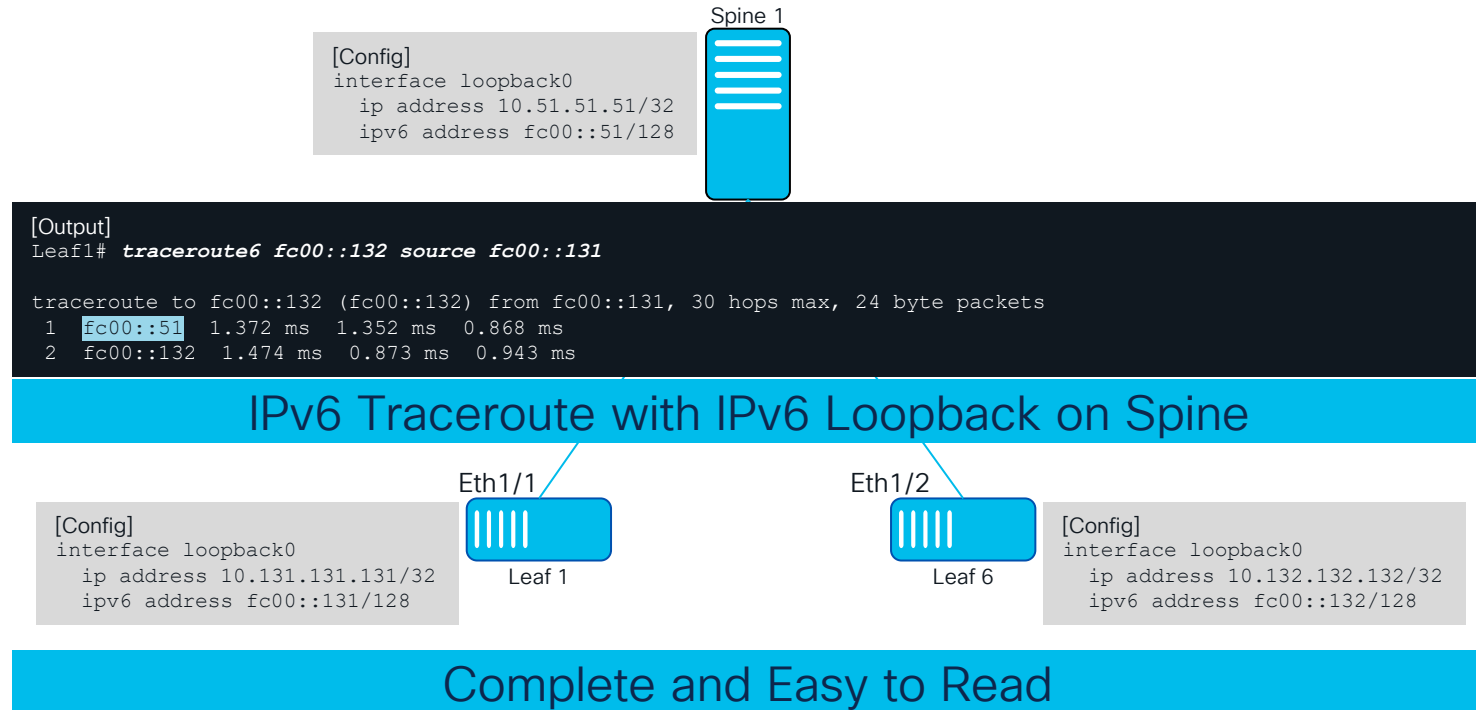 Spine 1
[Config]
interface loopback0
ip address 10.51.51.51/32
ipv6 address fc00::51/128
[Output]
Leaf1# traceroute6 fc00::132 source fc00::131
traceroute to fc00::132 (fc00::132) from fc00::131, 30 hops max, 24 byte packets
1 fc00::51 1.372 ms 1.352 ms 0.868 ms
2 fc00::132 1.474 ms 0.873 ms 0.943 ms
IPv6 Traceroute with IPv6 Loopback on Spine
Eth1/1
Eth1/2
[Config]
interface loopback0
ip address 10.131.131.131/32
ipv6 address fc00::131/128
Leaf 1
Leaf 6
[Config]
interface loopback0
ip address 10.132.132.132/32
ipv6 address fc00::132/128
Complete and Easy to Read